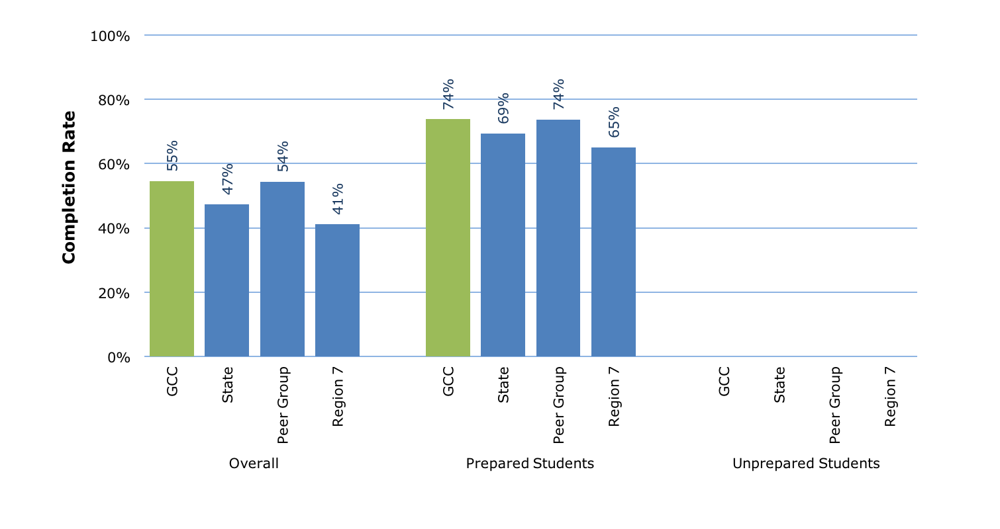 100%
80%
60%
40%
20%
0%
Completion Rate
55%
47%
54%
41%
74%
69%
74%
65%
GCC
State
Peer Group
Region 7
GCC
State
Peer Group
Region 7
GCC
State
Peer Group
Region 7
Overall
Prepared Students
Unprepared Students